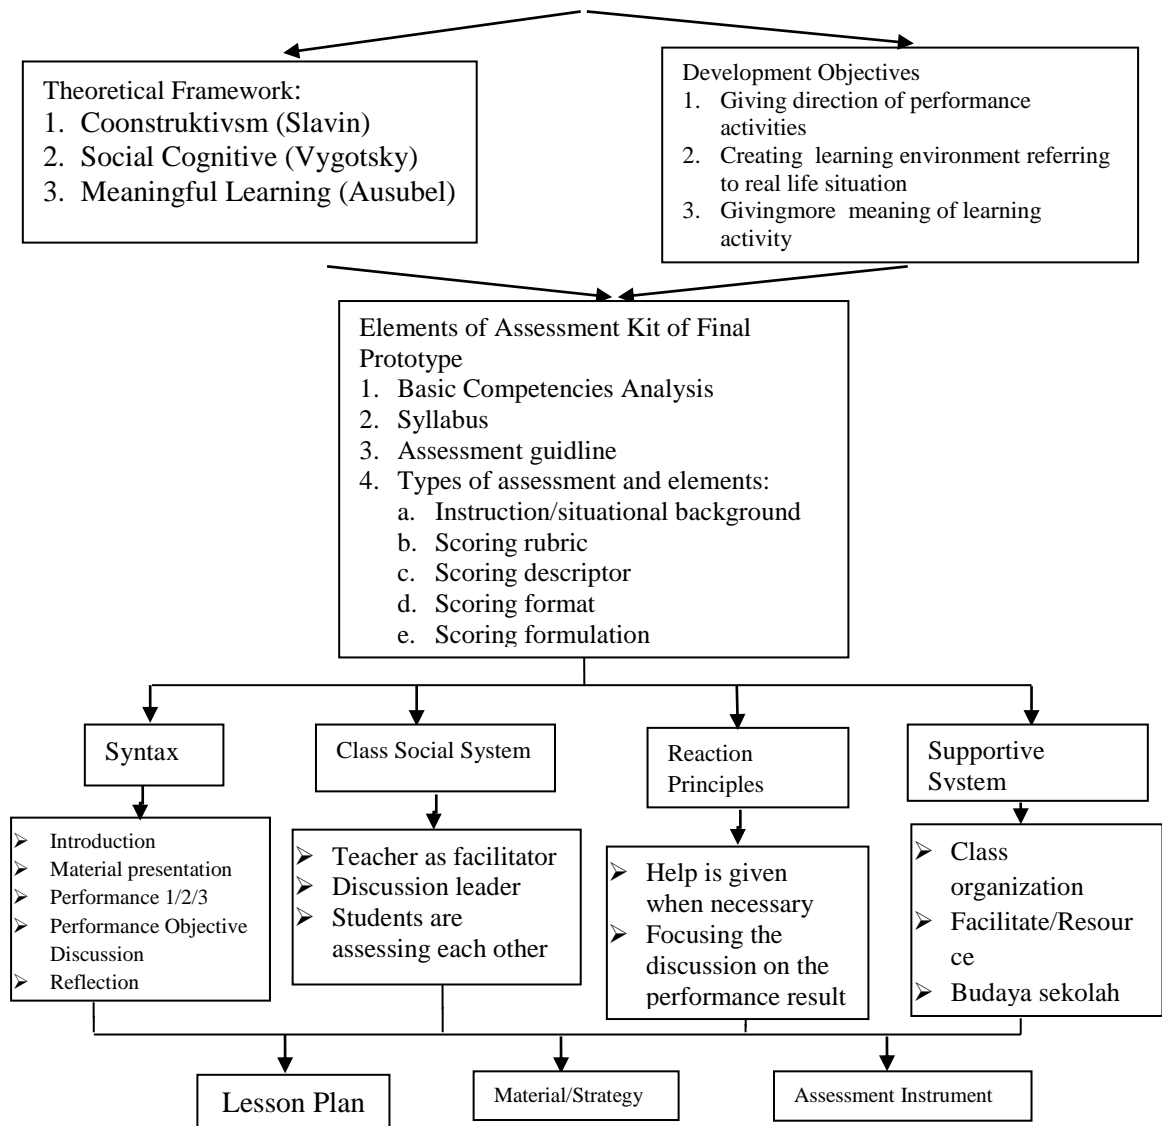 Theoretical Framework:
1. Coonstruktivsm (Slavin)
2. Social Cognitive (Vygotsky)
3. Meaningful Learning (Ausubel)
Development Objectives
1. Giving direction of performance
activities
2. Creating learning environment referring
to real life situation
3. Givingmore meaning of learning
activity
Elements of Assessment Kit of Final
Prototype
1. Basic Competencies Analysis
2. Syllabus
3. Assessment guidline
4. Types of assessment and elements:
a. Instruction/situational background
b. Scoring rubric
c. Scoring descriptor
d. Scoring format
e. Scoring formulation
Syntax
Class Social System
Reaction
Principles
Supportive
System
➢ Introduction
➢ Material presentation
➢ Performance 1/2/3
➢ Performance Objective
Discussion
➢ Reflection
➢ Teacher as facilitator
➢ Discussion leader
➢ Students are
assessing each other
➢ Help is given
when necessary
➢ Focusing the
discussion on the
performance result
➢ Class
organization
➢ Facilitate/Resour
ce
➢ Budaya sekolah
Lesson Plan
Material/Strategy
Assessment Instrument